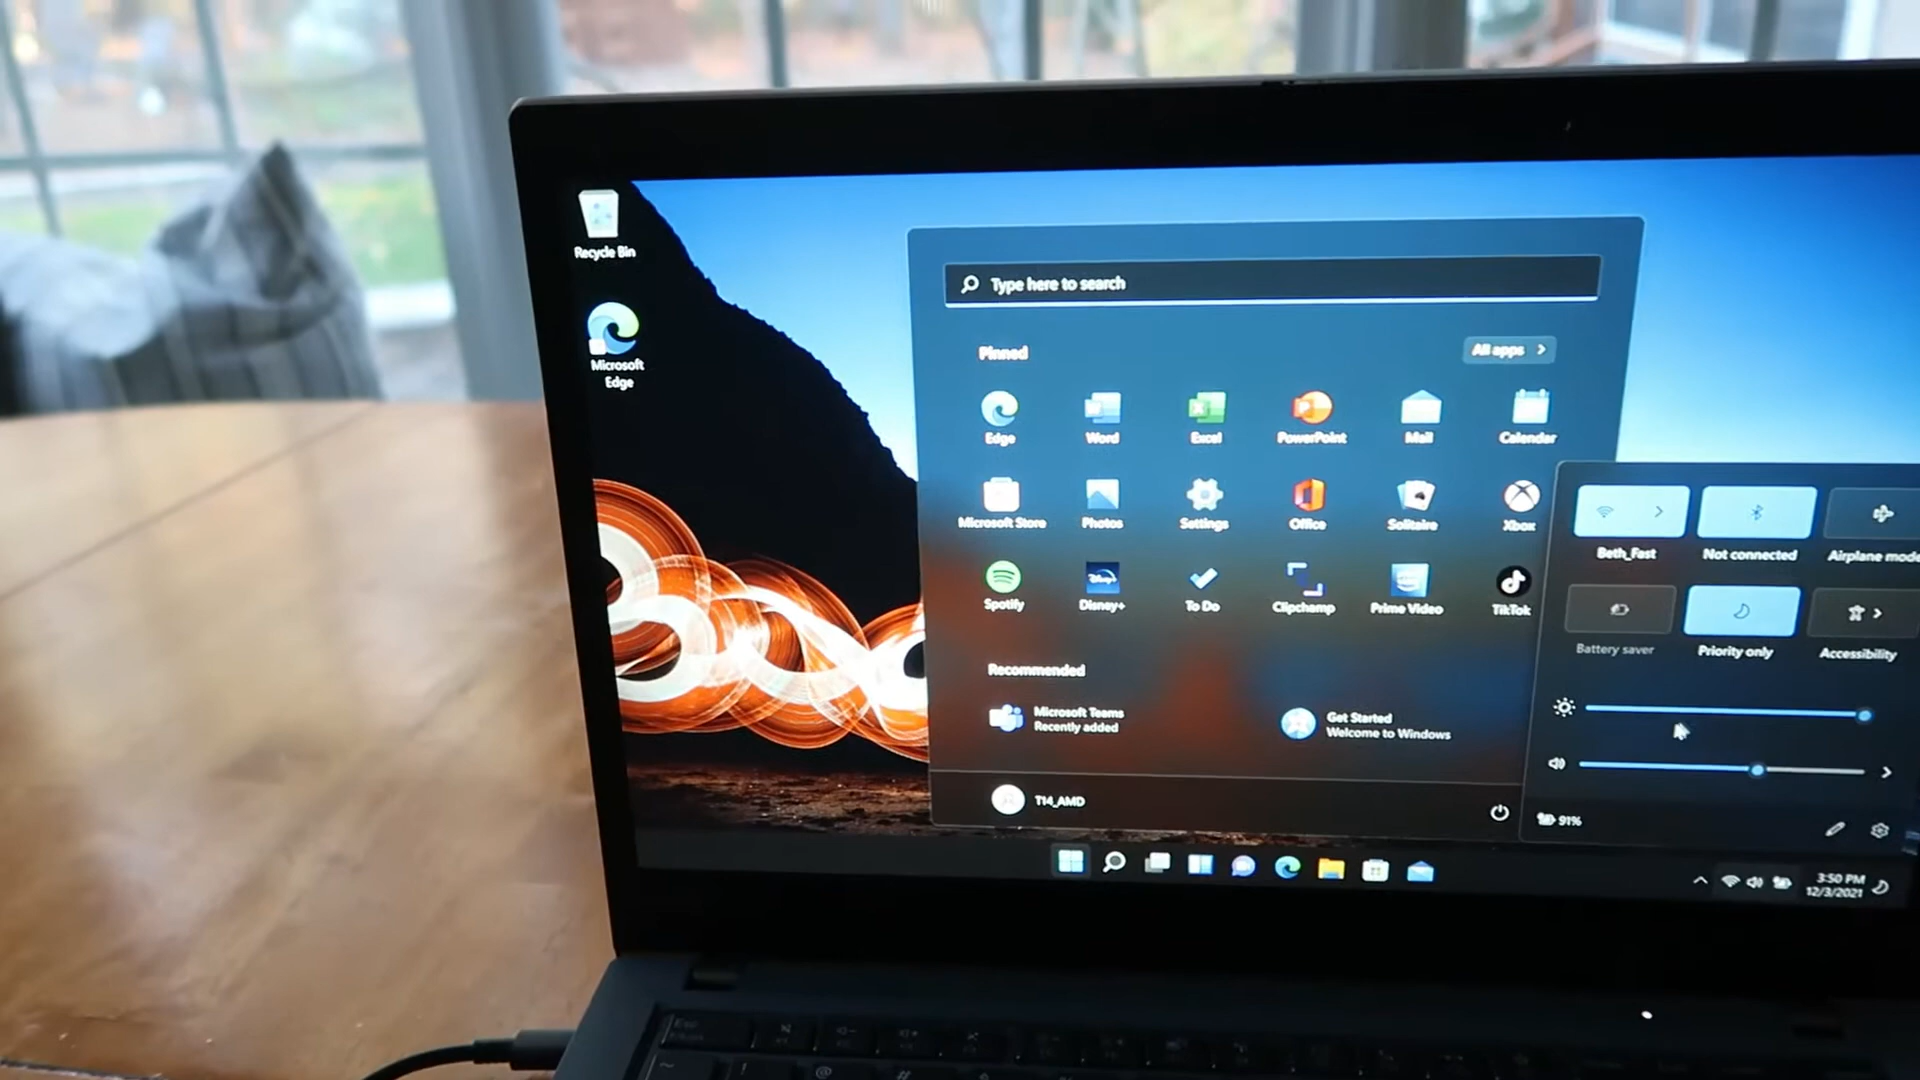 Recycle Bin
Microsoft
Edge
Type here to search
Pinned
All apps
Edge
Word
Excel
PowerPoint
Mail
Calendar
Microsoft Store
Photos
Settings
Office
Solitaire
Xbox
Spotify
Disney+
To Do
Clipchamp
Prime Video
TikTok
Recommended
Microsoft Teams
Recently added
Get Started
Welcome to Windows
T14_AMD
Beth_Fast
Not connected
Airplane mode
Battery saver
Priority only
Accessibility
91%
3:50 PM
12/3/2021
Esc